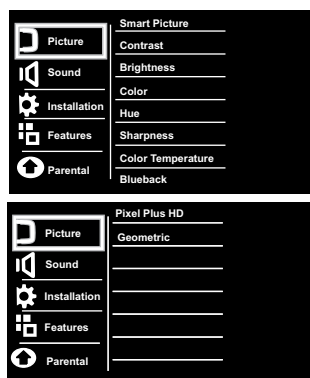 Picture
Sound
Installation
Features
Parental
Smart Picture
Contrast
Brightness
Color
Hue
Sharpness
Color Temperature
Blueback
Picture
Sound
Installation
Features
Parental
Pixel Plus HD
Geometric